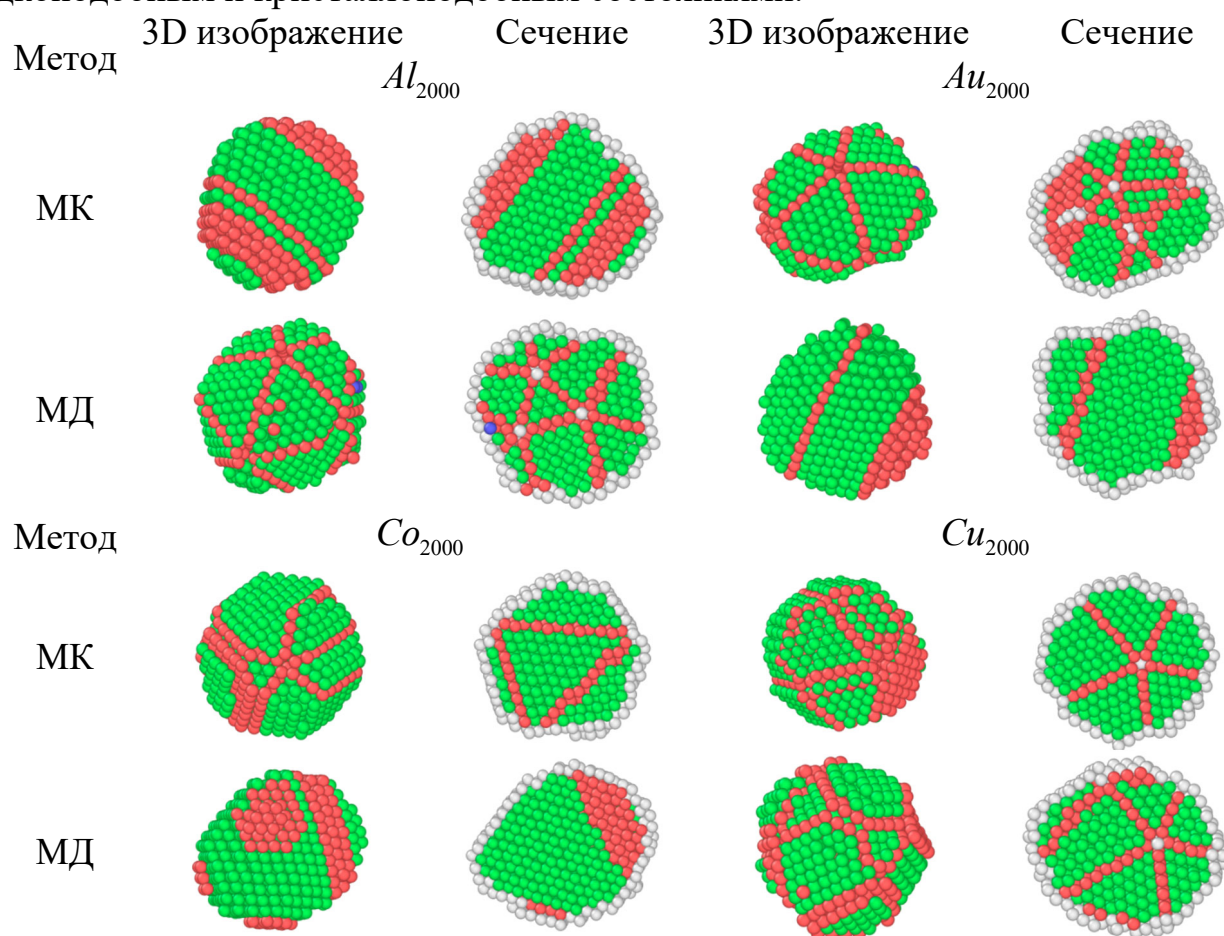 3D изображение Сечение 3D изображение Сечение
Метод
Al2000 Au2000
МК
МД
Метод Co2000 Cu2000
МК
МД